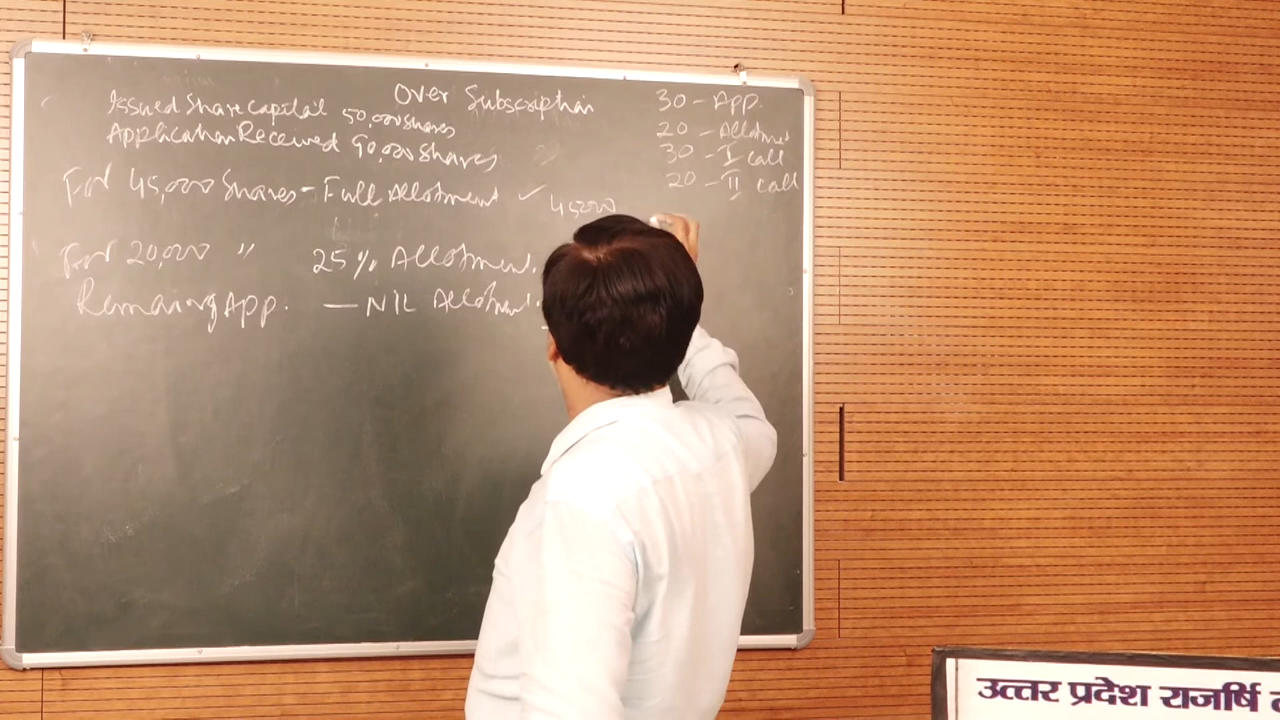 Over Subscription
Issued Share Capital 50,000 Shares
Application Received 90,000 Shares
For 45,000 Shares - Full Allotment ✓ 45000
For 20,000 " 25% Allotment.
Remaining App. — NIL Allotment.
30 - App.
20 - Allotment
30 - I call
20 - II call
उत्तर प्रदेश राजर्षि